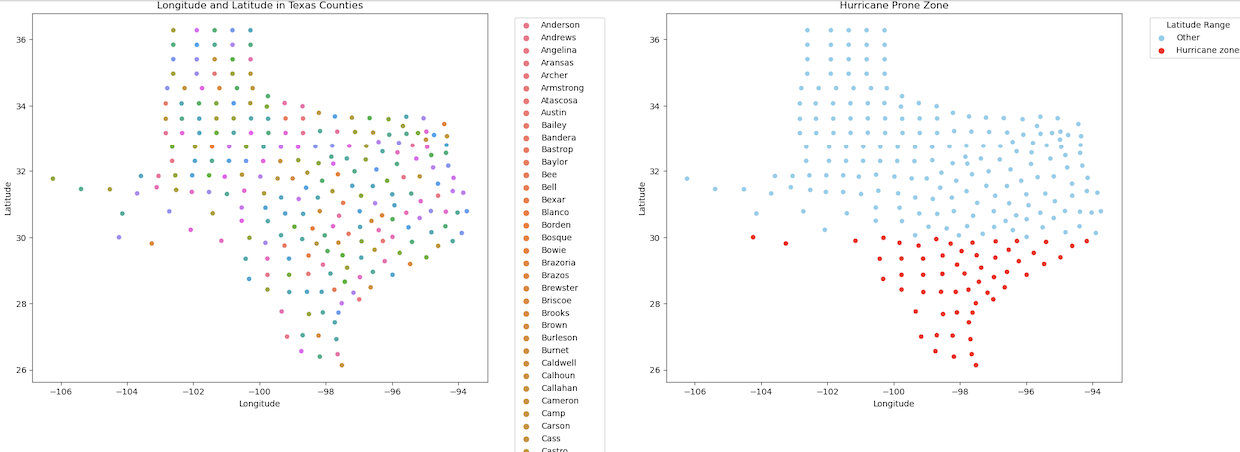 Longitude and Latitude in Texas Counties
Latitude
36
34
32
30
28
26
−106
−104
−102
−100
−98
−96
−94
Longitude
Anderson
Andrews
Angelina
Aransas
Archer
Armstrong
Atascosa
Austin
Bailey
Bandera
Bastrop
Baylor
Bee
Bell
Bexar
Blanco
Borden
Bosque
Bowie
Brazoria
Brazos
Brewster
Briscoe
Brooks
Brown
Burleson
Burnet
Caldwell
Calhoun
Callahan
Cameron
Camp
Carson
Cass
Castro
Hurricane Prone Zone
Latitude
36
34
32
30
28
26
−106
−104
−102
−100
−98
−96
−94
Longitude
Latitude Range
Other
Hurricane zone